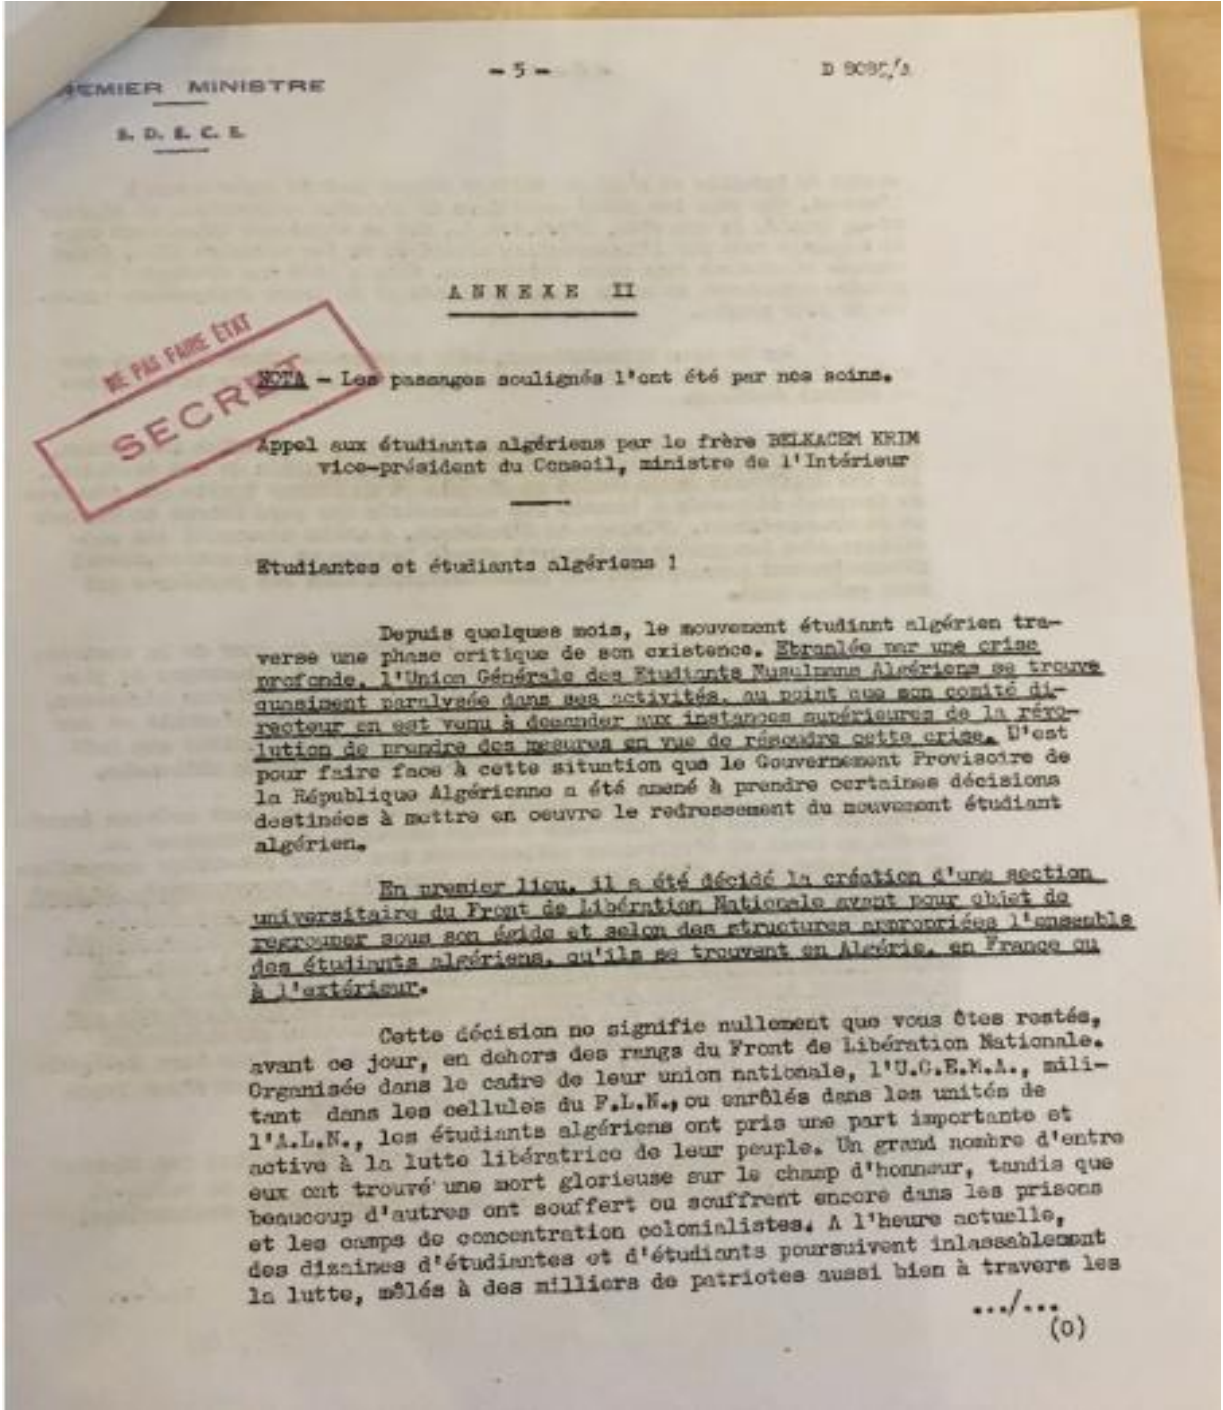 REMIER MINISTRE
- 5 -
S. D. E. C. E.
ANNEXE II
NE PAS FAIRE ÉTAT
SECRET
NOTA - Les passages soulignés l'ont été par nos soins.
Appel aux étudiants algériens par le frère BELKACEM KRIM
vice-président du Conseil, ministre de l'Intérieur
Etudiantes et étudiants algériens !
Depuis quelques mois, le mouvement étudiant algérien tra-
verse une phase critique de son existence. Ebranlée par une crise
profonde, l'Union Générale des Etudiants Musulmans Algériens se trouve
quasiment paralysée dans ses activités, au point que son comité di-
recteur en est venu à demander aux instances supérieures de la révo-
lution de prendre des mesures en vue de résoudre cette crise. C'est
pour faire face à cette situation que le Gouvernement Provisoire de
la République Algérienne a été amené à prendre certaines décisions
destinées à mettre en oeuvre le redressement du mouvement étudiant
algérien.
En premier lieu, il a été décidé la création d'une section
universitaire du Front de Libération Nationale ayant pour objet de
regrouper sous son égide et selon des structures appropriées l'ensemble
des étudiants algériens, qu'ils se trouvent en Algérie, en France ou
à l'extérieur.
Cette décision ne signifie nullement que vous êtes restés,
avant ce jour, en dehors des rangs du Front de Libération Nationale.
Organisée dans le cadre de leur union nationale, l'U.G.E.M.A., mili-
tant dans les cellules du F.L.N., ou enrôlés dans les unités de
l'A.L.N., les étudiants algériens ont pris une part importante et
active à la lutte libératrice de leur peuple. Un grand nombre d'entre
eux ont trouvé une mort glorieuse sur le champ d'honneur, tandis que
beaucoup d'autres ont souffert ou souffrent encore dans les prisons
et les camps de concentration colonialistes. A l'heure actuelle,
des dizaines d'étudiantes et d'étudiants poursuivent inlassablement
la lutte, mêlés à des milliers de patriotes aussi bien à travers les
.../...
(O)